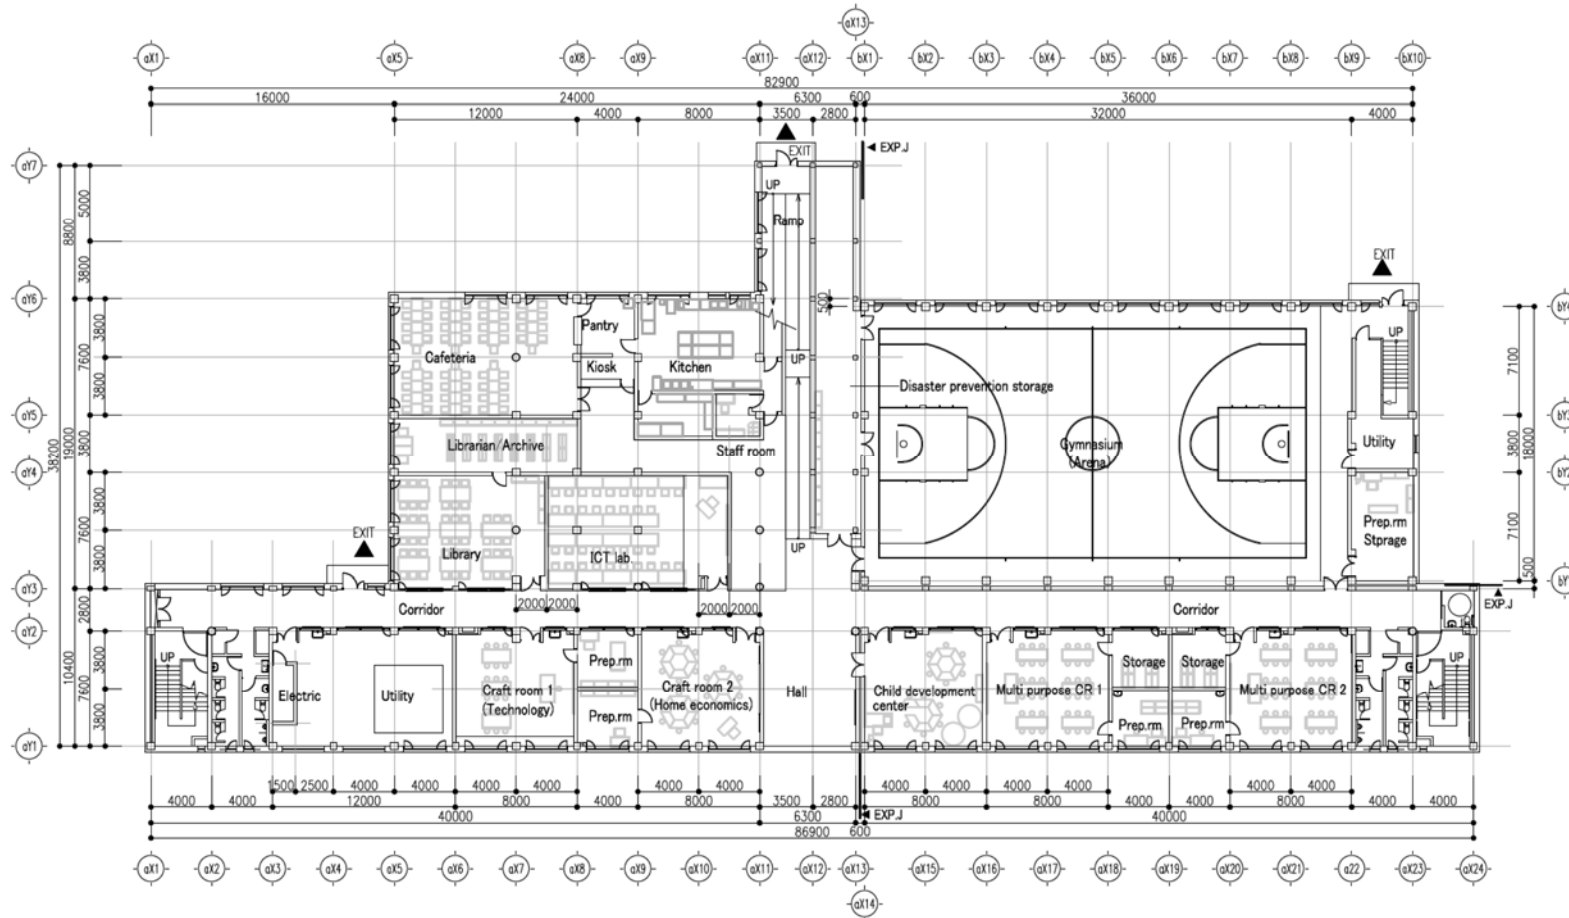 aX13
aX1 aX5 aX8 aX9 aX11 aX12 bX1 bX2 bX3 bX4 bX5 bX6 bX7 bX8 bX9 bX10
82900
16000 24000 6300 600 36000
12000 4000 8000 3500 2800 32000 4000
EXIT
EXP.J
aY7
UP
5000
Ramp
8800
3800
EXIT
aY6
500
bY4
Pantry
UP
3800
Cafeteria
UP
7600
Kiosk
Kitchen
7100
Disaster prevention storage
3800
aY5
bY3
Librarian/Archive
Staff room
Gymnasium
(Arena)
Utility
38200
19000
3800
3800
18000
aY4
3800
Prep.rm
Stprage
7100
EXIT
7600
Library
ICT lab
UP
3800
aY3
500
2000 2000
2000 2000
EXP.J
2800
Corridor
Corridor
aY2
UP
3800
Prep.rm
Storage
Storage
UP
10400
7600
Electric
Utility
Craft room 1
(Technology)
Craft room 2
(Home economics)
Hall
Child development
center
Multi purpose CR 1
Multi purpose CR 2
3800
Prep.rm
Prep.rm
Prep.rm
aY1
1500 2500 4000 4000 4000 4000 4000 4000 4000 4000 4000 4000 4000
4000 4000 12000 8000 4000 8000 3500 2800 8000 8000 4000 4000 8000 4000 4000
40000 6300 EXP.J 40000
86900 600
aX1 aX2 aX3 aX4 aX5 aX6 aX7 aX8 aX9 aX10 aX11 aX12 aX13 aX15 aX16 aX17 aX18 aX19 aX20 aX21 a22 aX23 aX24
aX14